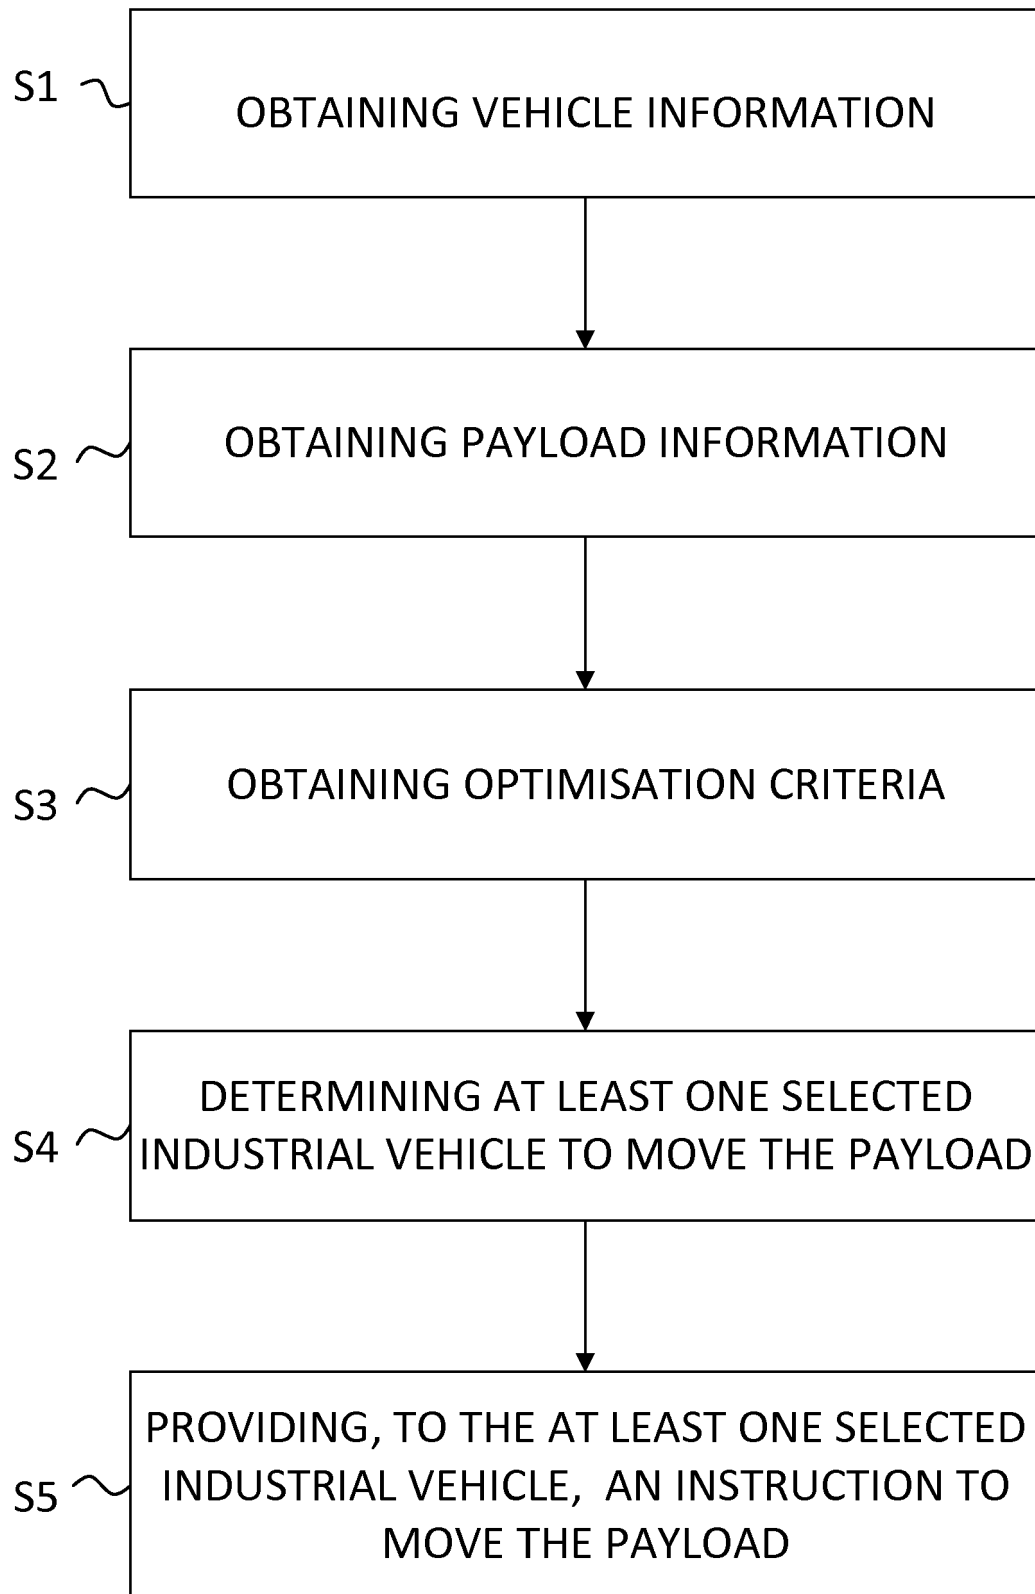 S1
OBTAINING VEHICLE INFORMATION
S2
OBTAINING PAYLOAD INFORMATION
S3
OBTAINING OPTIMISATION CRITERIA
S4
DETERMINING AT LEAST ONE SELECTED
INDUSTRIAL VEHICLE TO MOVE THE PAYLOAD
S5
PROVIDING, TO THE AT LEAST ONE SELECTED
INDUSTRIAL VEHICLE, AN INSTRUCTION TO
MOVE THE PAYLOAD